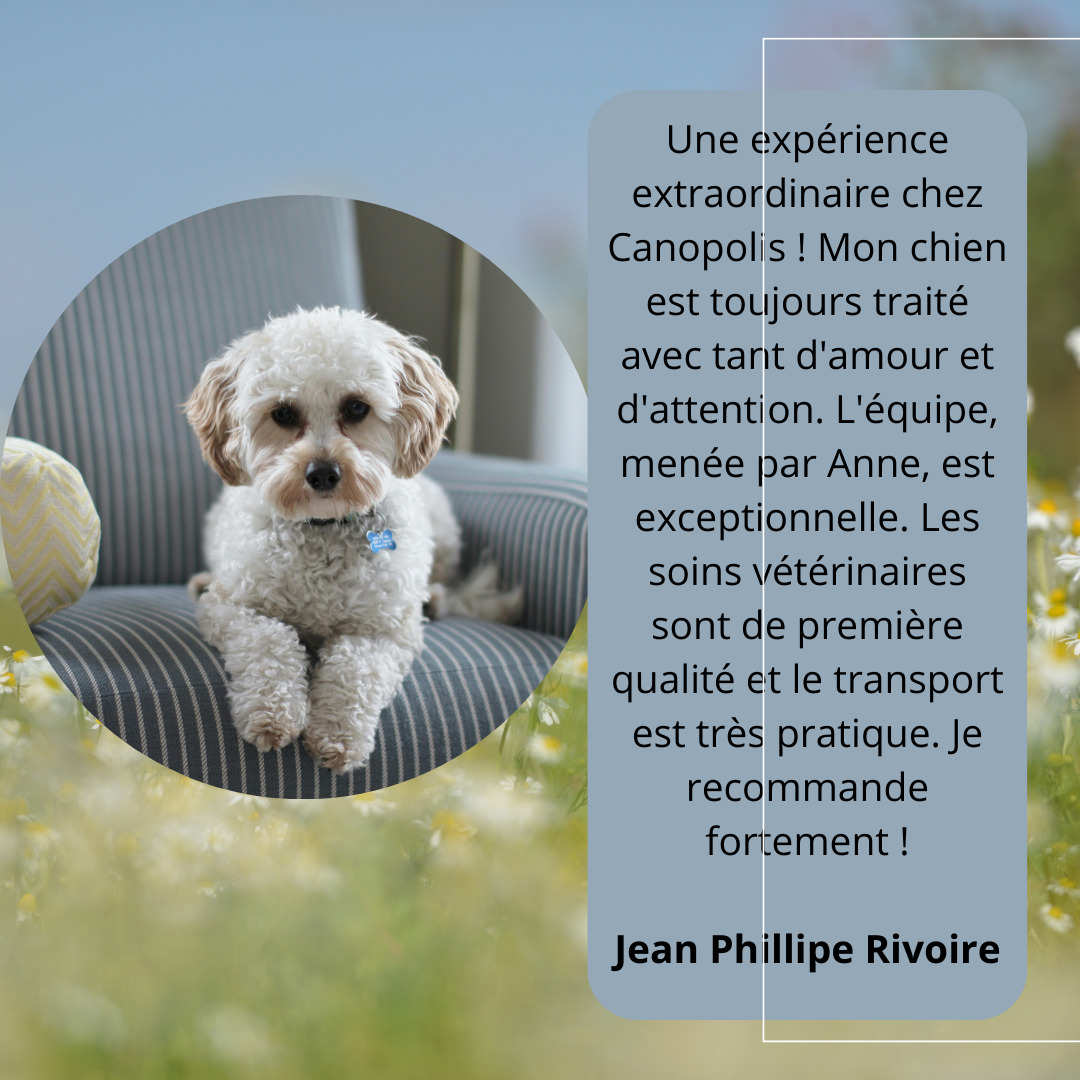 Une expérience
extraordinaire chez
Canopolis ! Mon chien
est toujours traité
avec tant d'amour et
d'attention. L'équipe,
menée par Anne, est
exceptionnelle. Les
soins vétérinaires
sont de première
qualité et le transport
est très pratique. Je
recommande
fortement !
Jean Phillipe Rivoire